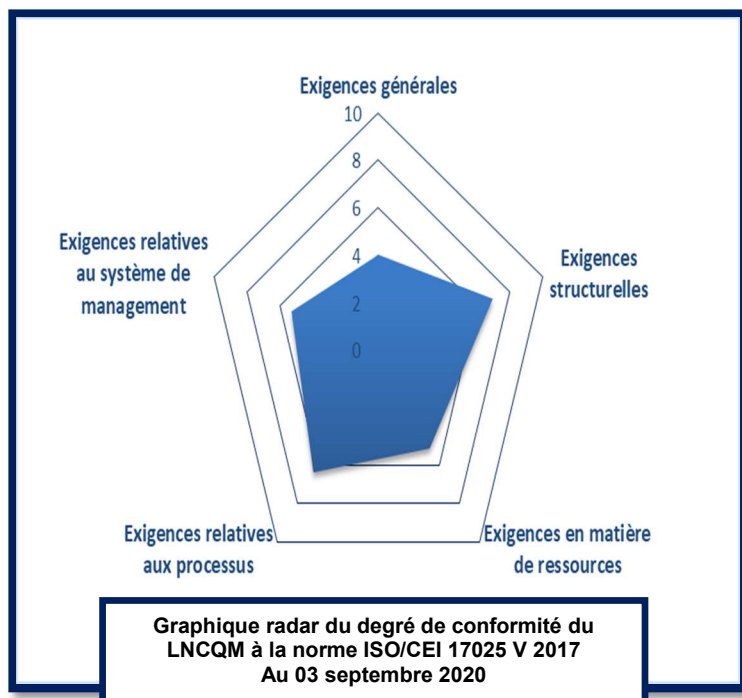 Exigences générales
10
8
6
4
2
0
Exigences relatives
au système de
management
Exigences
structurelles
Exigences relatives
aux processus
Exigences en matière
de ressources
Graphique radar du degré de conformité du
LNCQM à la norme ISO/CEI 17025 V 2017
Au 03 septembre 2020